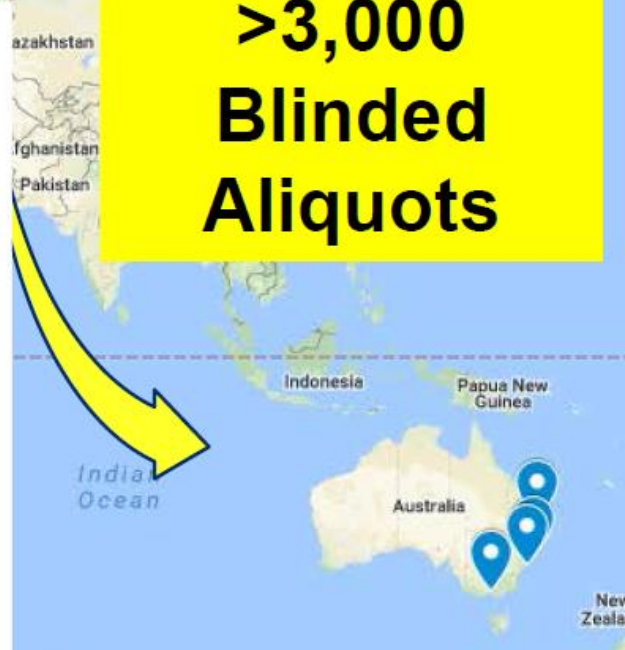 >3,000
Blinded
Aliquots
azakhstan
fghanistan
Pakistan
Indonesia
Papua New
Guinea
Indian
Ocean
Australia
New
Zeala